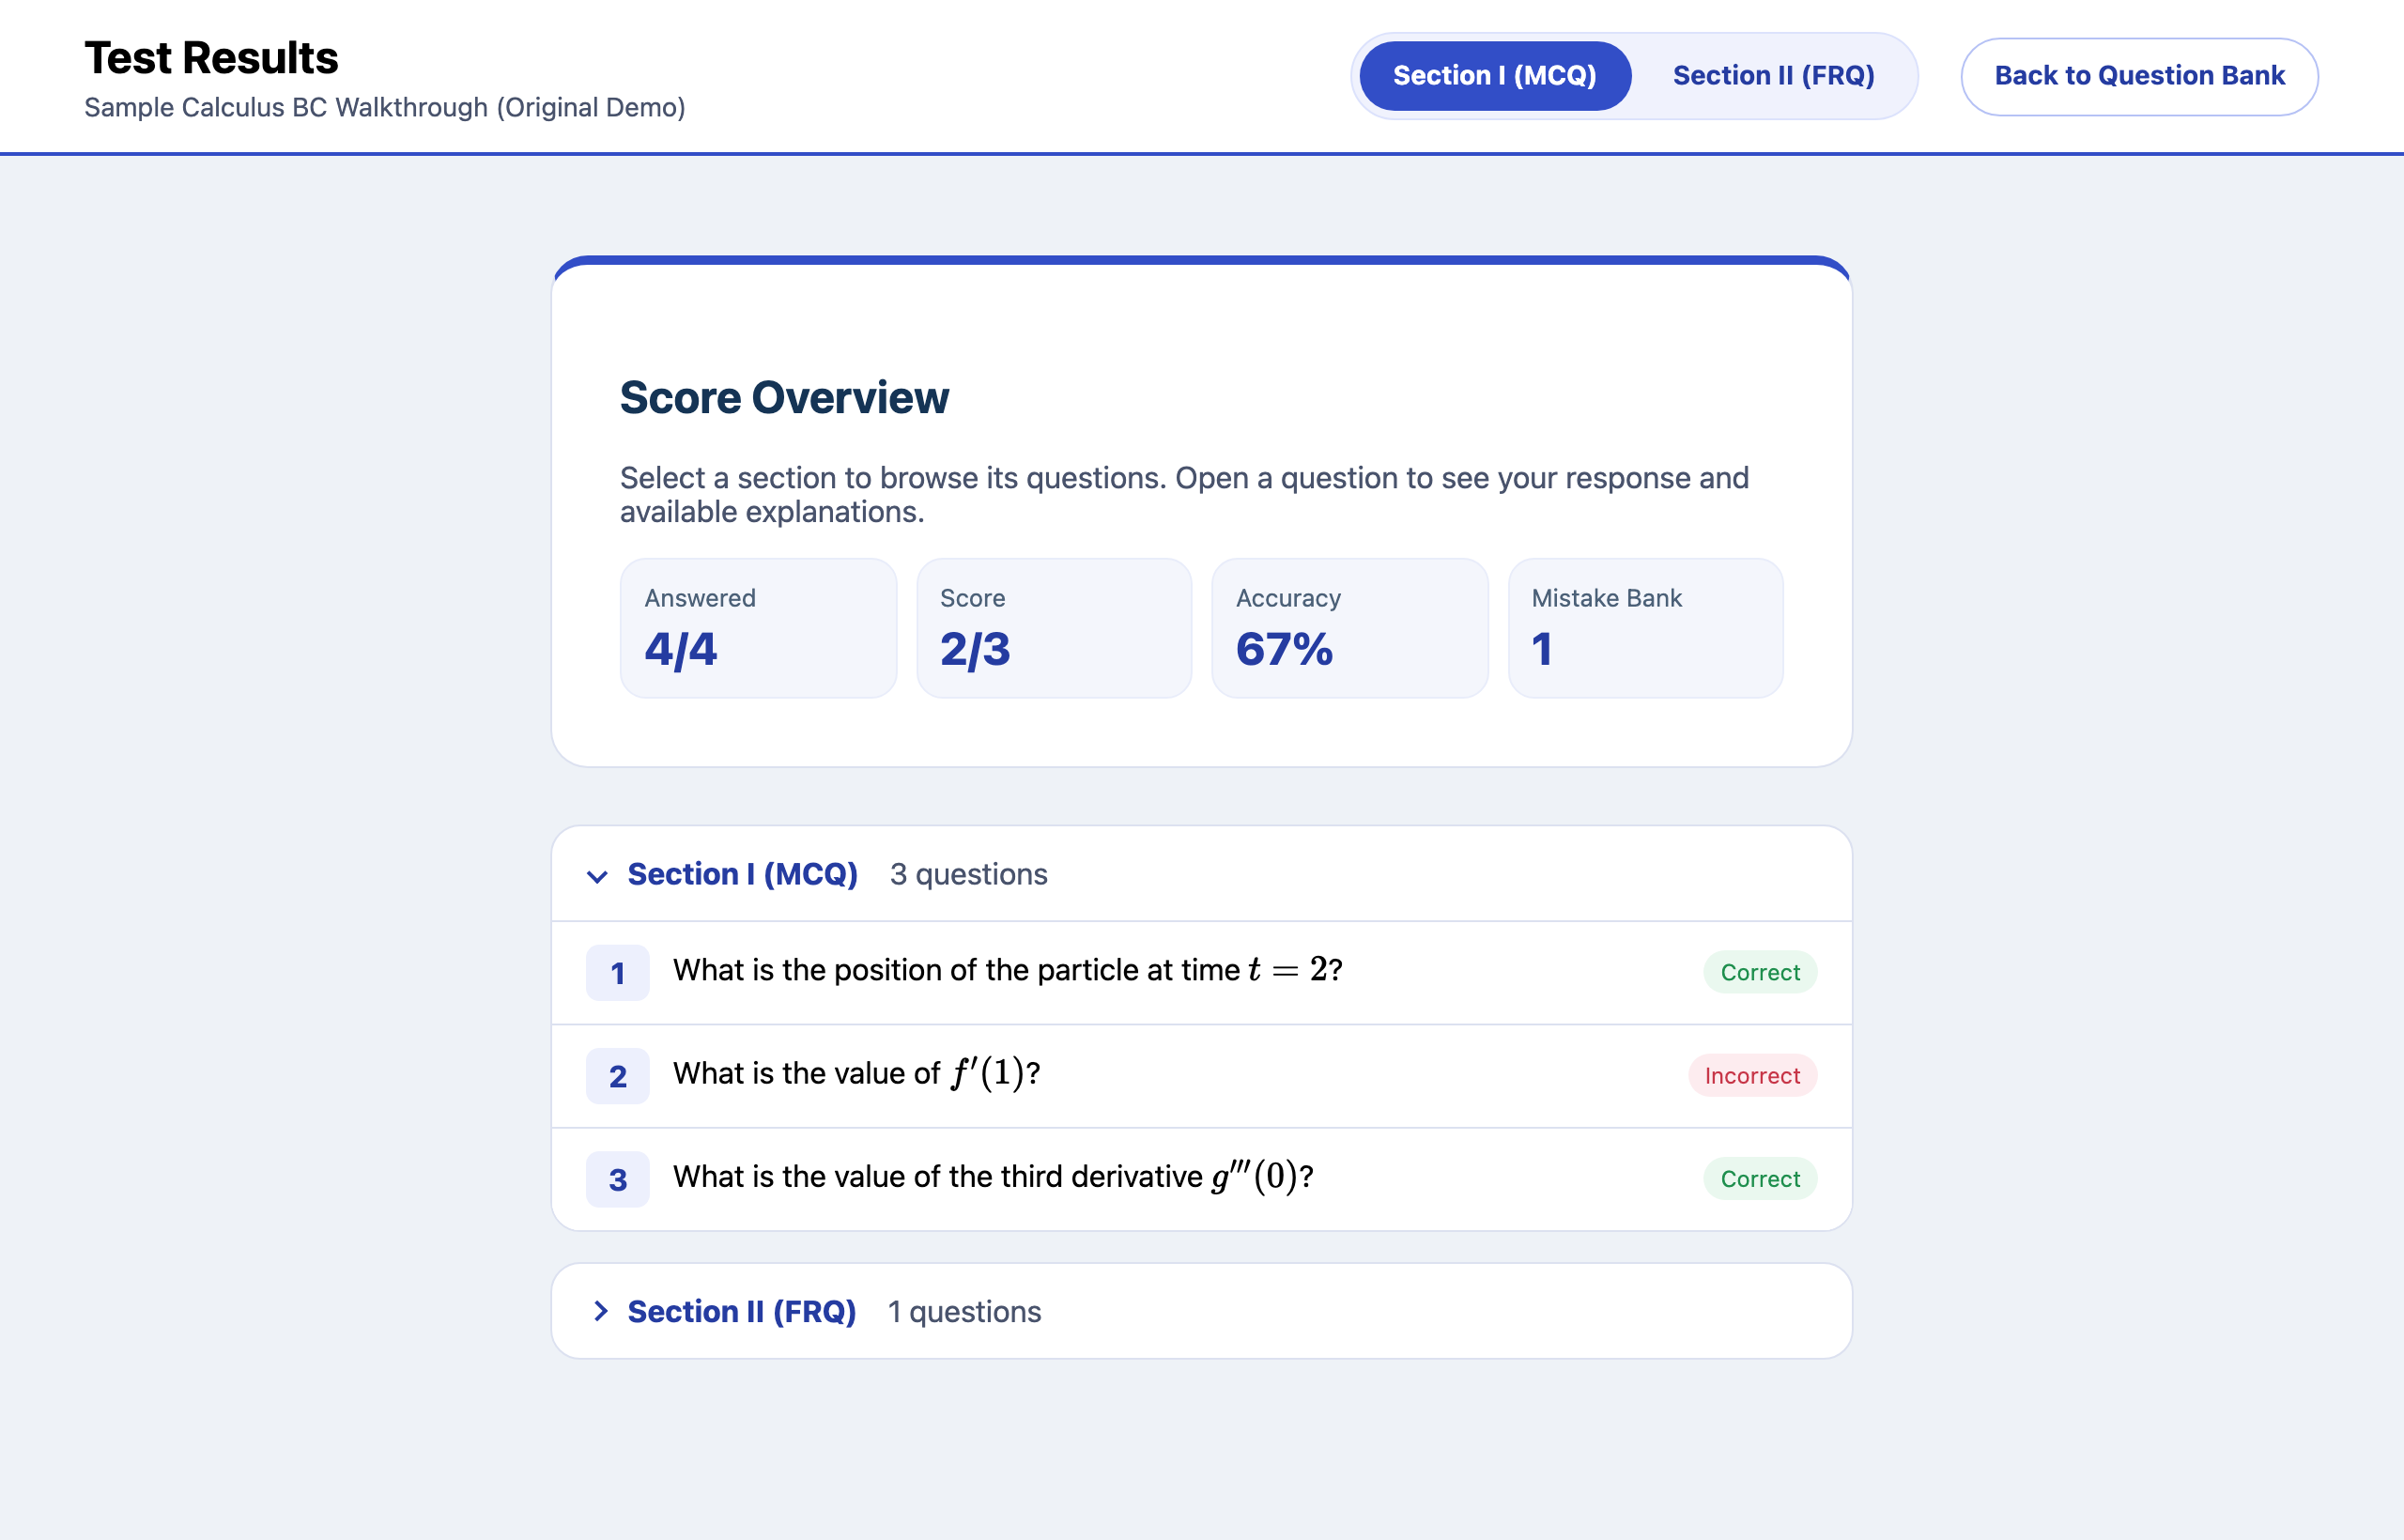 Test Results
Sample Calculus BC Walkthrough (Original Demo)
Section I (MCQ)
Section II (FRQ)
Back to Question Bank
Score Overview
Select a section to browse its questions. Open a question to see your response and
available explanations.
Answered
4/4
Score
2/3
Accuracy
67%
Mistake Bank
1
Section I (MCQ) 3 questions
1 What is the position of the particle at time t = 2? Correct
2 What is the value of f′(1)? Incorrect
3 What is the value of the third derivative g‴(0)? Correct
Section II (FRQ) 1 questions